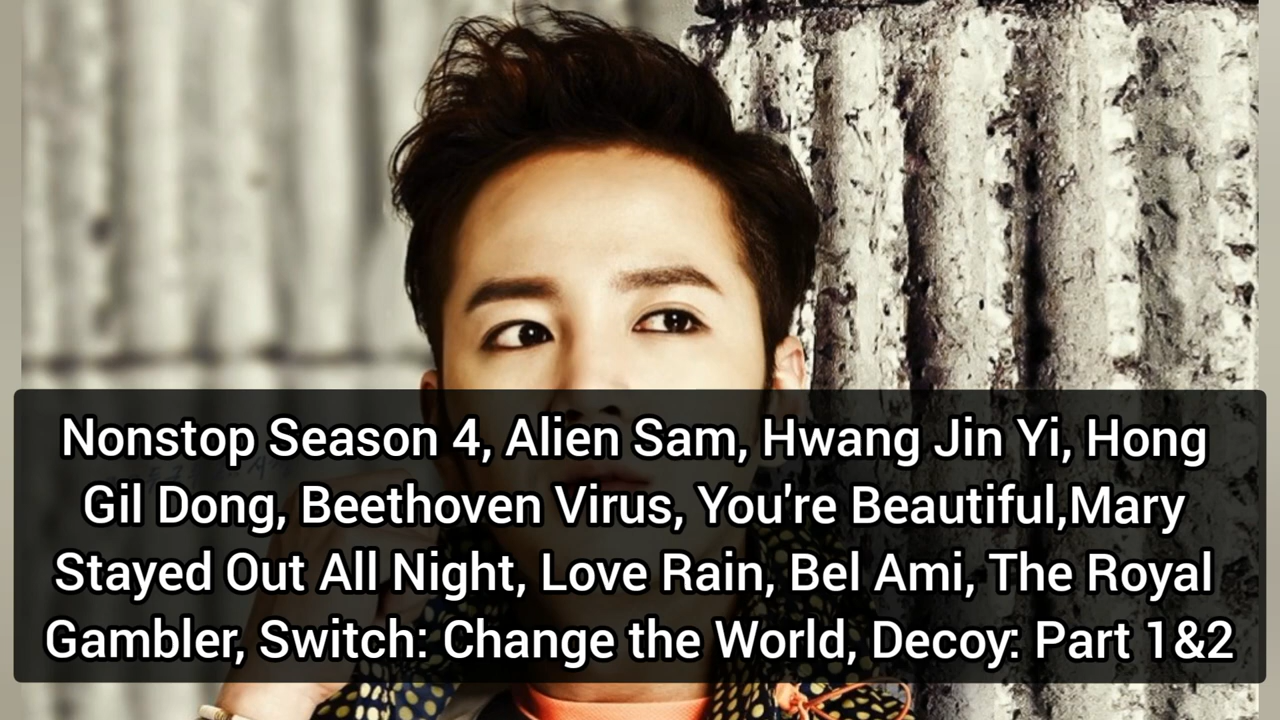 Nonstop Season 4, Alien Sam, Hwang Jin Yi, Hong
Gil Dong, Beethoven Virus, You're Beautiful,Mary
Stayed Out All Night, Love Rain, Bel Ami, The Royal
Gambler, Switch: Change the World, Decoy: Part 1&2